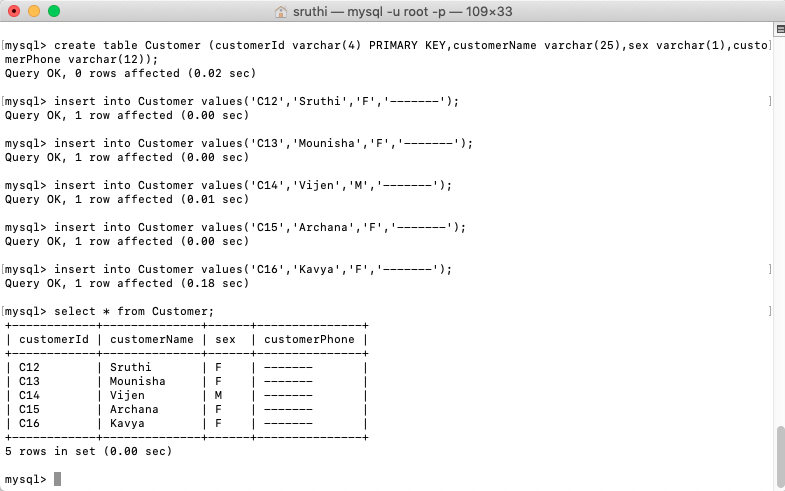 sruthi — mysql -u root -p — 109×33
[mysql> create table Customer (customerId varchar(4) PRIMARY KEY,customerName varchar(25),sex varchar(1),custo]
merPhone varchar(12));
Query OK, 0 rows affected (0.02 sec)
[mysql> insert into Customer values('C12','Sruthi','F','-------'); ]
Query OK, 1 row affected (0.00 sec)
mysql> insert into Customer values('C13','Mounisha','F','-------');
Query OK, 1 row affected (0.00 sec)
mysql> insert into Customer values('C14','Vijen','M','-------');
Query OK, 1 row affected (0.01 sec)
mysql> insert into Customer values('C15','Archana','F','-------');
Query OK, 1 row affected (0.00 sec)
[mysql> insert into Customer values('C16','Kavya','F','-------'); ]
Query OK, 1 row affected (0.18 sec)
[mysql> select * from Customer; ]
+------------+--------------+------+---------------+
| customerId | customerName | sex  | customerPhone |
+------------+--------------+------+---------------+
| C12        | Sruthi       | F    | -------       |
| C13        | Mounisha     | F    | -------       |
| C14        | Vijen        | M    | -------       |
| C15        | Archana      | F    | -------       |
| C16        | Kavya        | F    | -------       |
+------------+--------------+------+---------------+
5 rows in set (0.00 sec)
mysql>